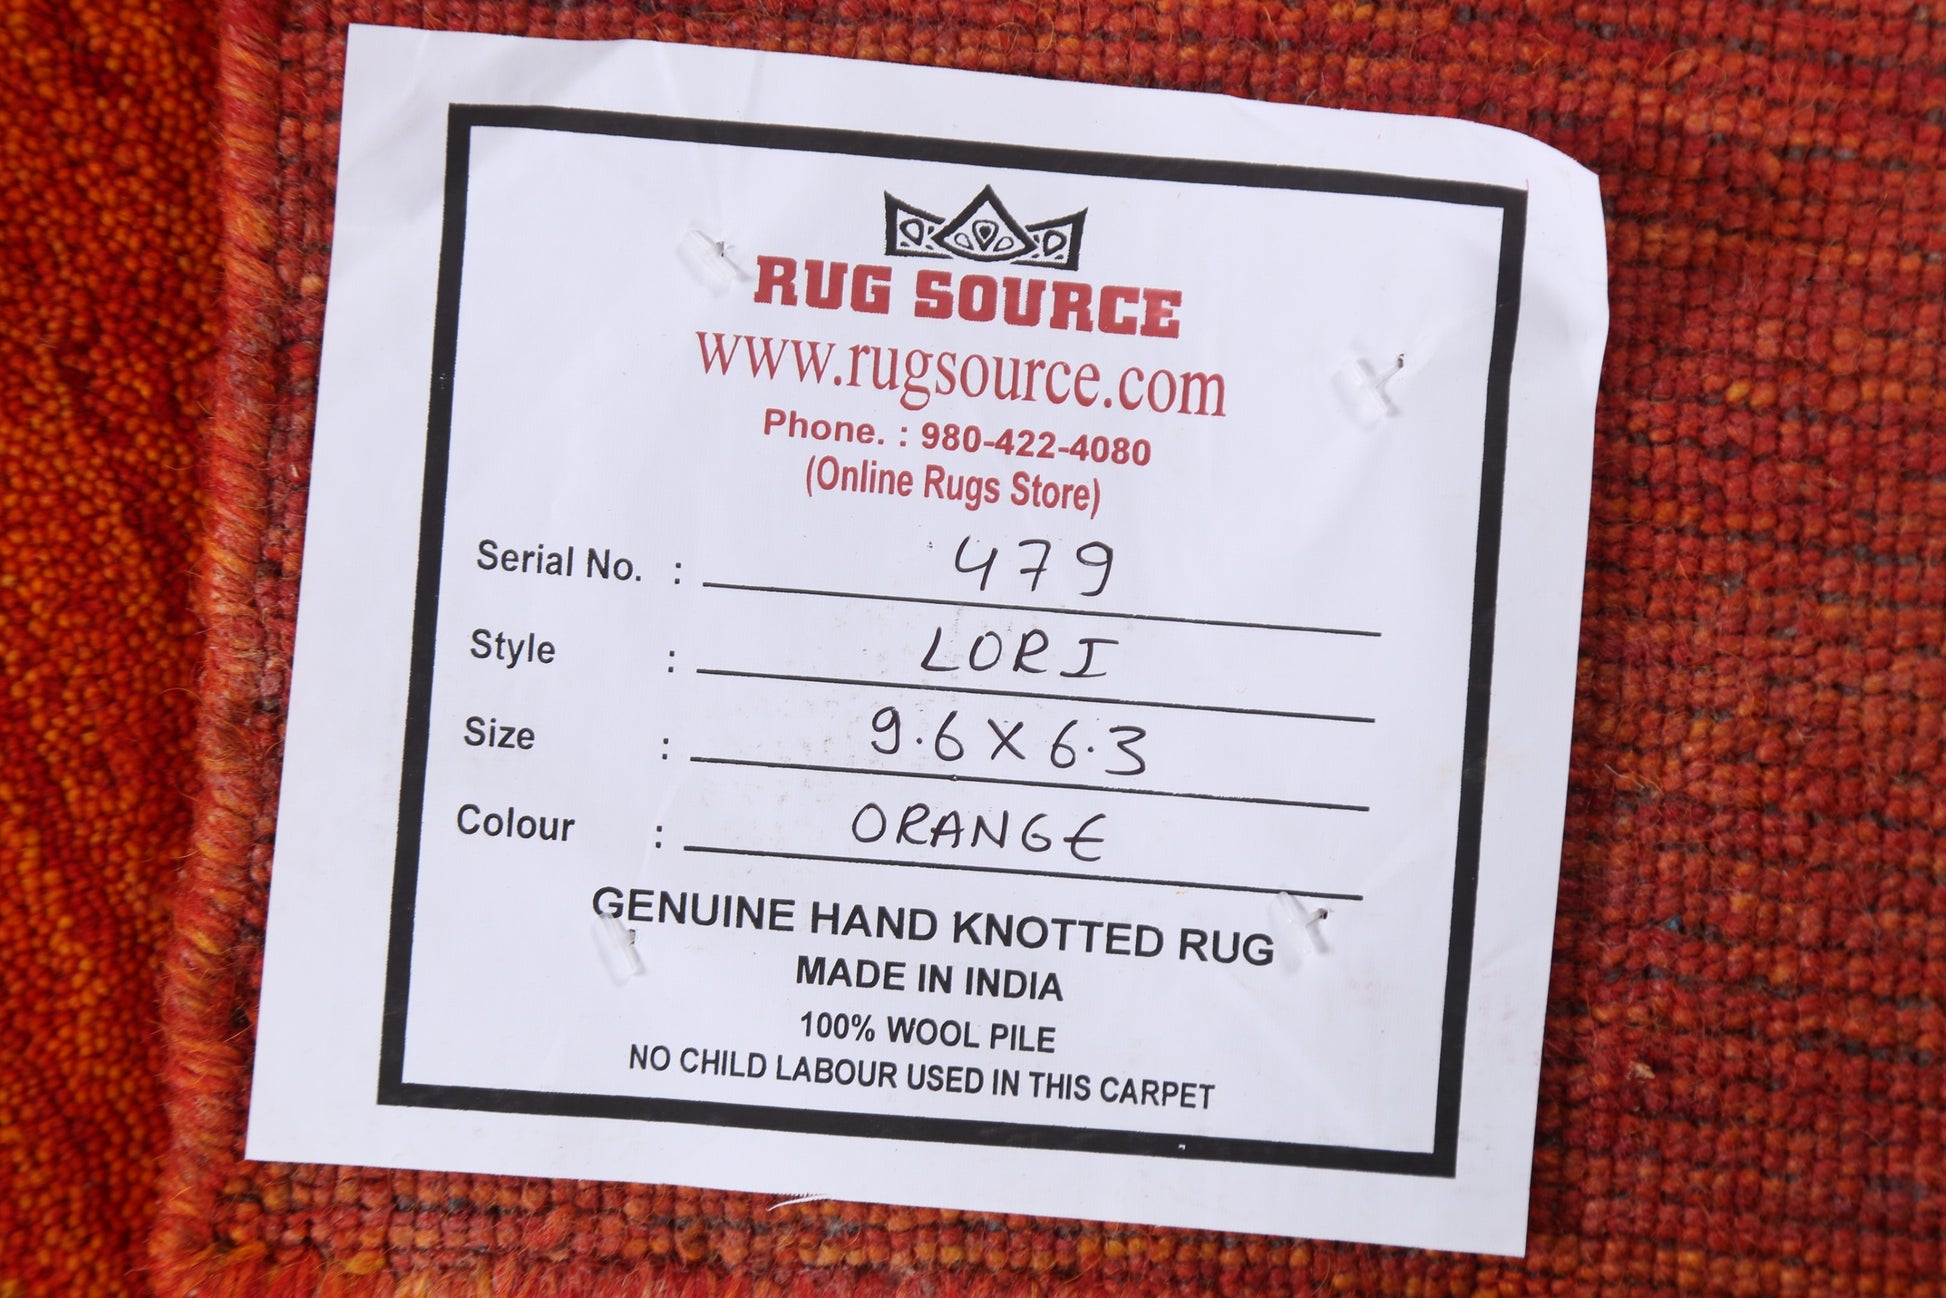 RUG SOURCE
www.rugsource.com
Phone. : 980-422-4080
(Online Rugs Store)
Serial No. : 479
Style : LORI
Size : 9.6 X 6.3
Colour : ORANGE
GENUINE HAND KNOTTED RUG
MADE IN INDIA
100% WOOL PILE
NO CHILD LABOUR USED IN THIS CARPET